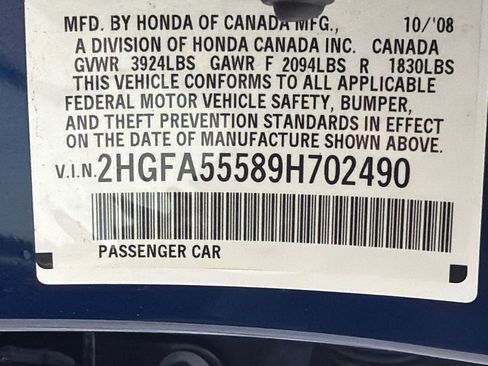 MFD. BY HONDA OF CANADA MFG., 10/'08
A DIVISION OF HONDA CANADA INC. CANADA
GVWR 3924LBS GAWR F 2094LBS R 1830LBS
THIS VEHICLE CONFORMS TO ALL APPLICABLE
FEDERAL MOTOR VEHICLE SAFETY, BUMPER,
AND THEFT PREVENTION STANDARDS IN EFFECT
ON THE DATE OF MANUFACTURE SHOWN ABOVE.
V.I.N. 2HGFA55589H702490
PASSENGER CAR